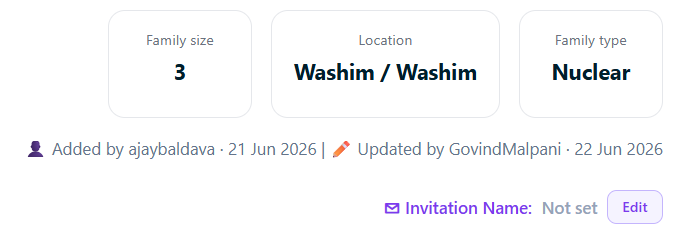 Family size
3
Location
Washim / Washim
Family type
Nuclear
Added by ajaybaldava · 21 Jun 2026 | Updated by GovindMalpani · 22 Jun 2026
Invitation Name: Not set Edit